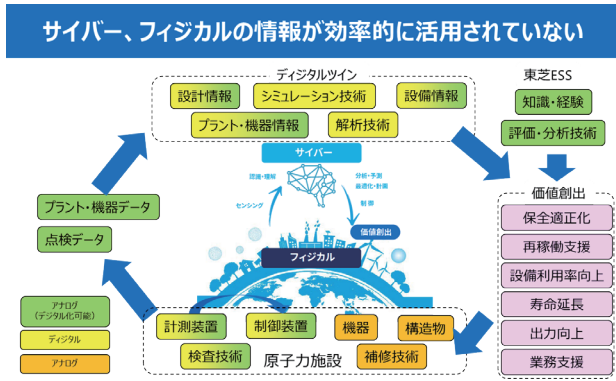 サイバー、フィジカルの情報が効率的に活用されていない
ディジタルツイン
東芝ESS
設計情報
シミュレーション技術
設備情報
プラント・機器情報
解析技術
知識・経験
評価・分析技術
サイバー
認識・理解
分析・予測
最適化・計画
センシング
制御
価値創出
フィジカル
プラント・機器データ
点検データ
価値創出
保全適正化
再稼働支援
設備利用率向上
寿命延長
出力向上
業務支援
アナログ
(デジタル化可能)
ディジタル
アナログ
計測装置
制御装置
機器
構造物
検査技術
原子力施設
補修技術